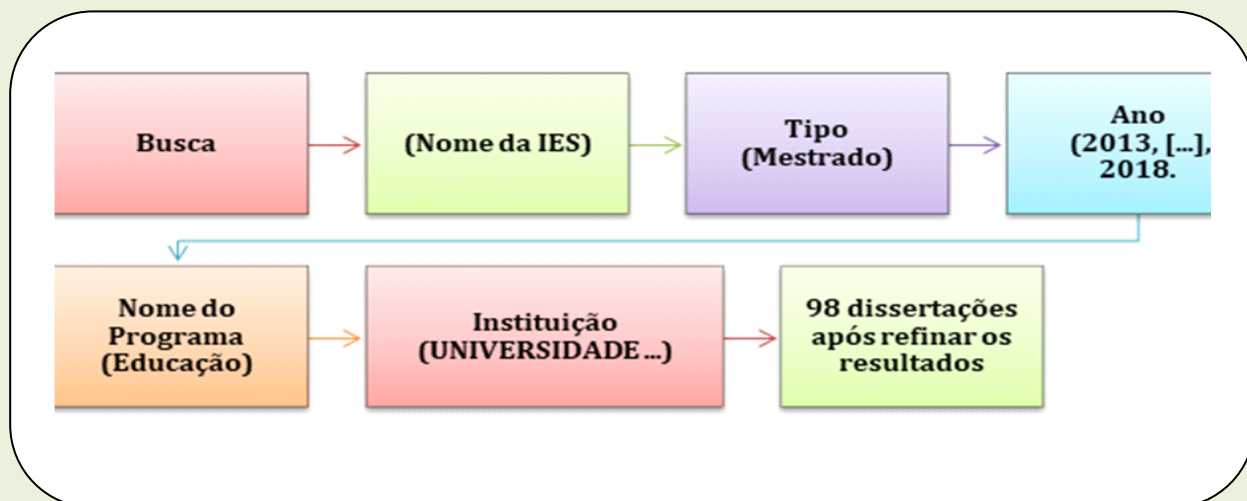 Busca
(Nome da IES)
Tipo
(Mestrado)
Ano
(2013, [...],
2018.
Nome do
Programa
(Educação)
Instituição
(UNIVERSIDADE...)
98 dissertações
após refinar os
resultados